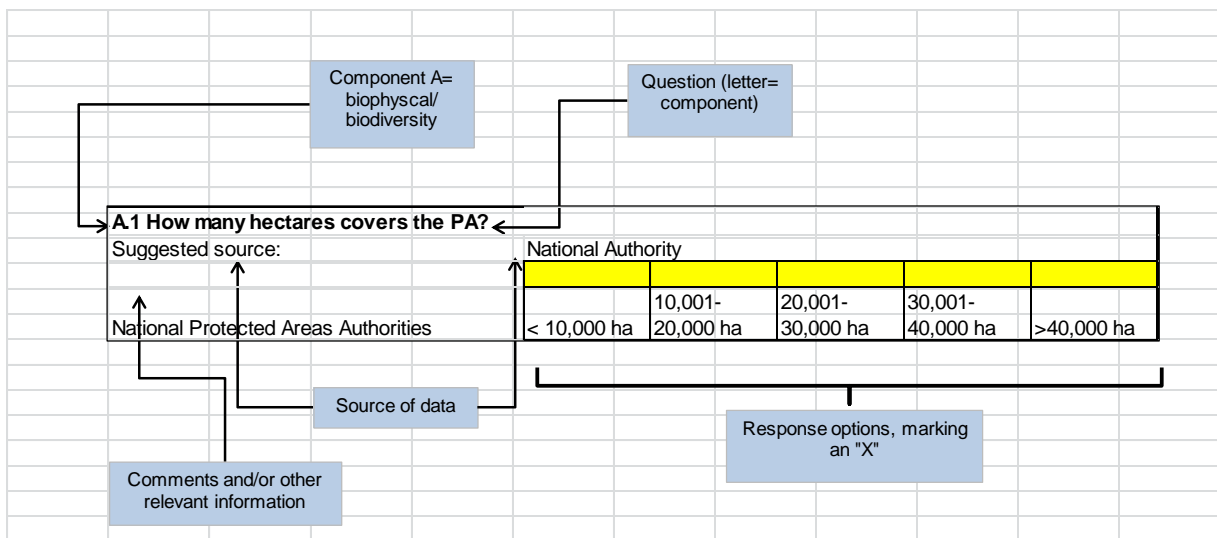 Component A=
biophyscal/
biodiversity
Question (letter=
component)
A.1 How many hectares covers the PA?
Suggested source:
National Authority
National Protected Areas Authorities
< 10,000 ha
10,001-
20,000 ha
20,001-
30,000 ha
30,001-
40,000 ha
>40,000 ha
Source of data
Response options, marking
an "X"
Comments and/or other
relevant information